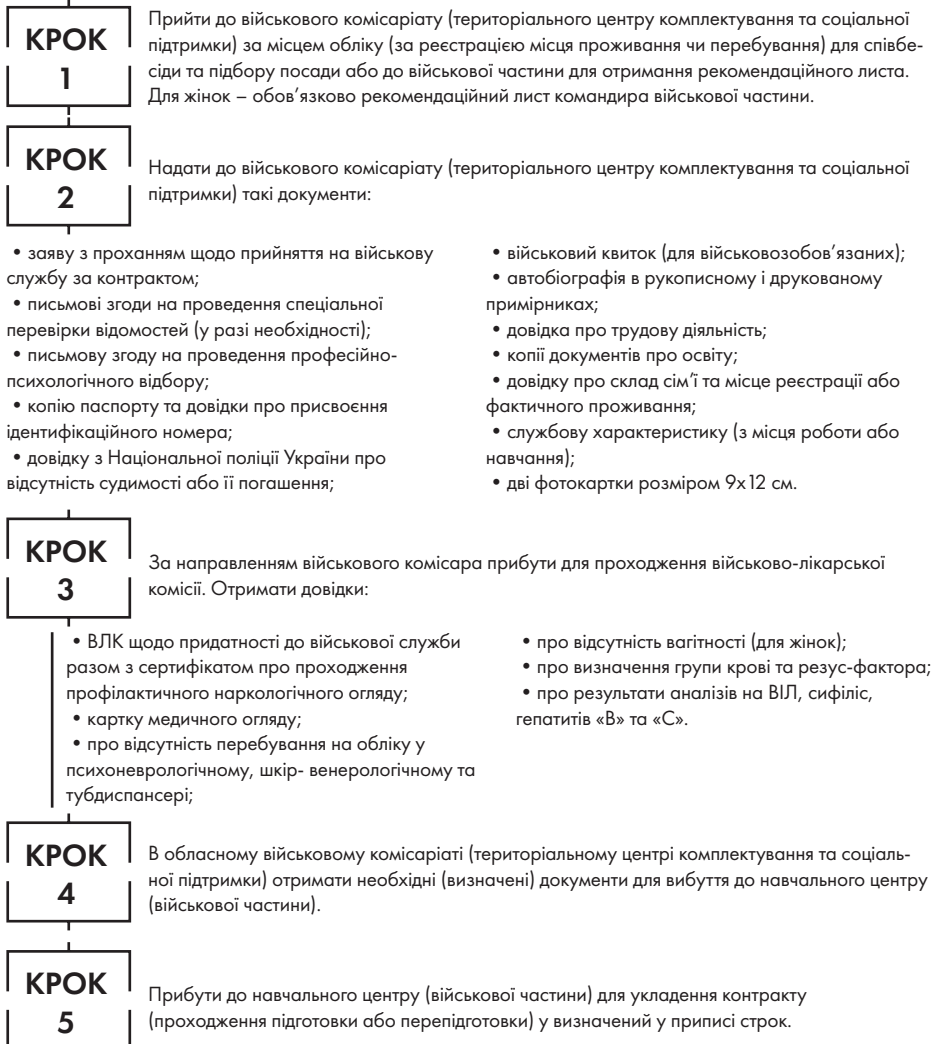 КРОК
1
Прийти до військового комісаріату (територіального центру комплектування та соціальної
підтримки) за місцем обліку (за реєстрацією місця проживання чи перебування) для співбе-
сіди та підбору посади або до військової частини для отримання рекомендаційного листа.
Для жінок – обов’язково рекомендаційний лист командира військової частини.
КРОК
2
Надати до військового комісаріату (територіального центру комплектування та соціальної
підтримки) такі документи:
• заяву з проханням щодо прийняття на військову
службу за контрактом;
• письмові згоди на проведення спеціальної
перевірки відомостей (у разі необхідності);
• письмову згоду на проведення професійно-
психологічного відбору;
• копію паспорту та довідки про присвоєння
ідентифікаційного номера;
• довідку з Національної поліції України про
відсутність судимості або її погашення;
• військовий квиток (для військовозобов’язаних);
• автобіографія в рукописному і друкованому
примірниках;
• довідка про трудову діяльність;
• копії документів про освіту;
• довідку про склад сім’ї та місце реєстрації або
фактичного проживання;
• службову характеристику (з місця роботи або
навчання);
• дві фотокартки розміром 9х12 см.
КРОК
3
За направленням військового комісара прибути для проходження військово-лікарської
комісії. Отримати довідки:
• ВЛК щодо придатності до військової служби
разом з сертифікатом про проходження
профілактичного наркологічного огляду;
• картку медичного огляду;
• про відсутність перебування на обліку у
психоневрологічному, шкір- венерологічному та
тубдиспансері;
• про відсутність вагітності (для жінок);
• про визначення групи крові та резус-фактора;
• про результати аналізів на ВІЛ, сифіліс,
гепатитів «В» та «С».
КРОК
4
В обласному військовому комісаріаті (територіальному центрі комплектування та соціаль-
ної підтримки) отримати необхідні (визначені) документи для вибуття до навчального центру
(військової частини).
КРОК
5
Прибути до навчального центру (військової частини) для укладення контракту
(проходження підготовки або перепідготовки) у визначений у приписі строк.